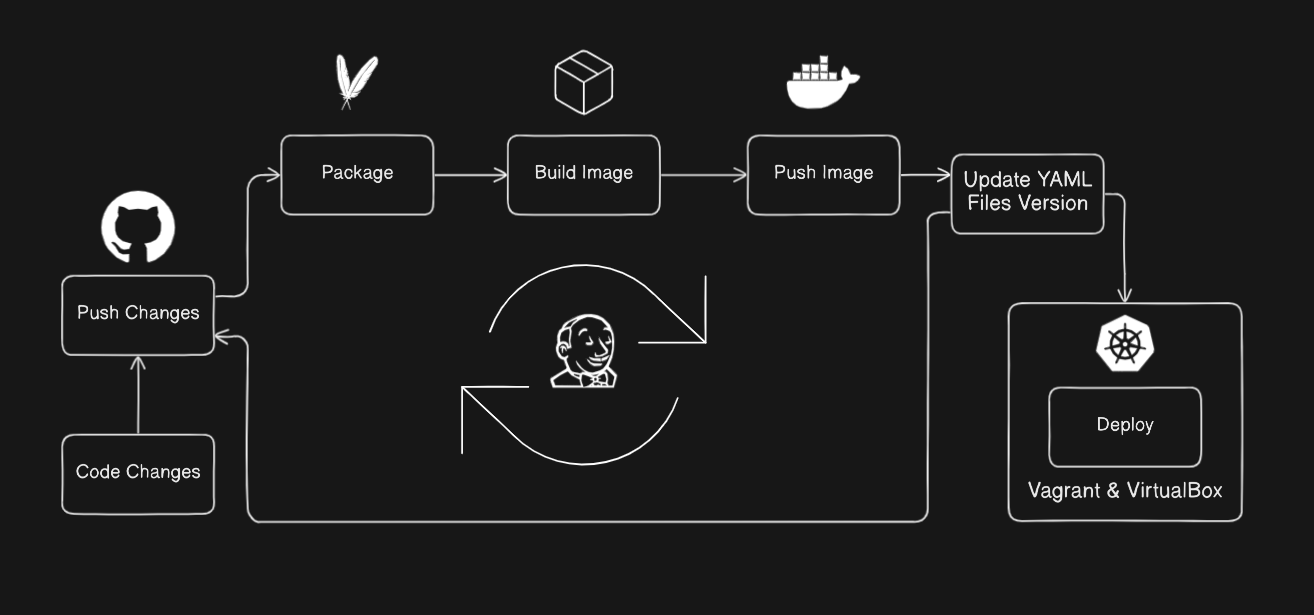 Package
Build Image
Push Image
Update YAML
Files Version
Push Changes
Code Changes
Deploy
Vagrant & VirtualBox